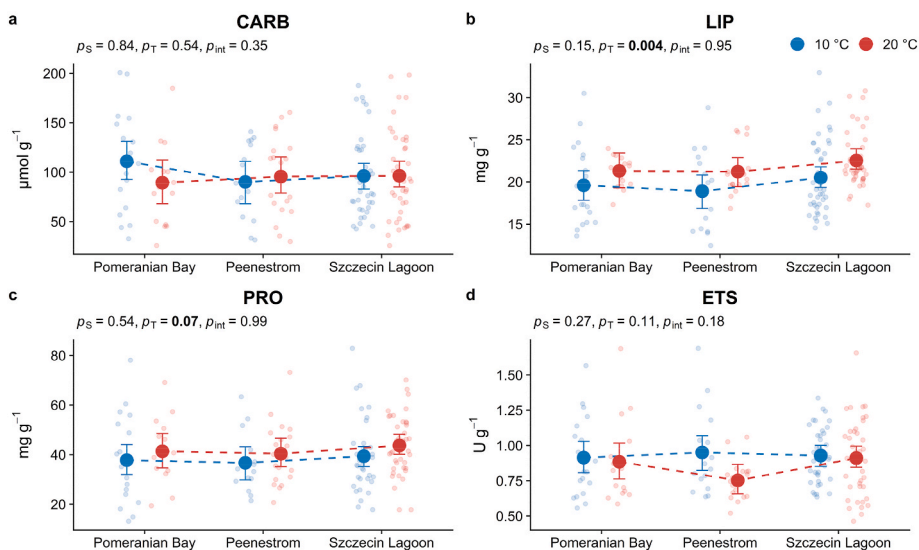 a CARB
pS = 0.84, pT = 0.54, pint = 0.35
µmol g−1
200
150
100
50
Pomeranian Bay Peenestrom Szczecin Lagoon
b LIP
pS = 0.15, pT = 0.004, pint = 0.95
10 °C 20 °C
mg g−1
30
25
20
15
Pomeranian Bay Peenestrom Szczecin Lagoon
c PRO
pS = 0.54, pT = 0.07, pint = 0.99
mg g−1
80
60
40
20
Pomeranian Bay Peenestrom Szczecin Lagoon
d ETS
pS = 0.27, pT = 0.11, pint = 0.18
U g−1
1.50
1.25
1.00
0.75
0.50
Pomeranian Bay Peenestrom Szczecin Lagoon